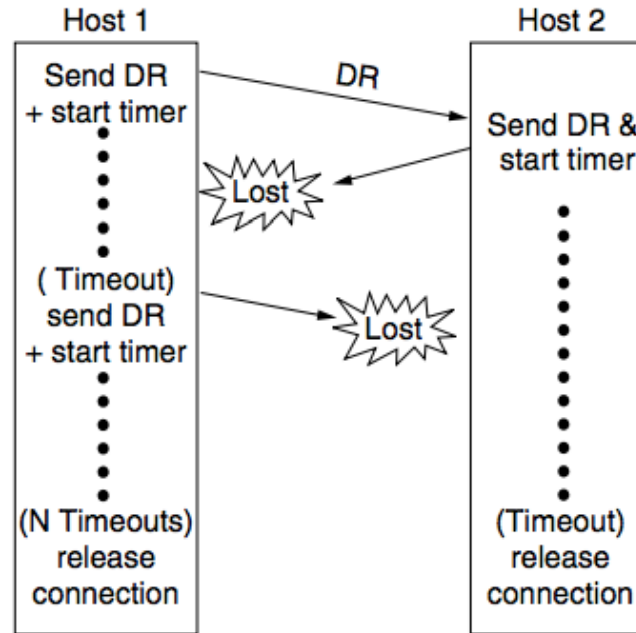 Host 1
Host 2
Send DR
+ start timer
DR
Send DR &
start timer
Lost
( Timeout)
send DR
+ start timer
Lost
(N Timeouts)
release
connection
(Timeout)
release
connection